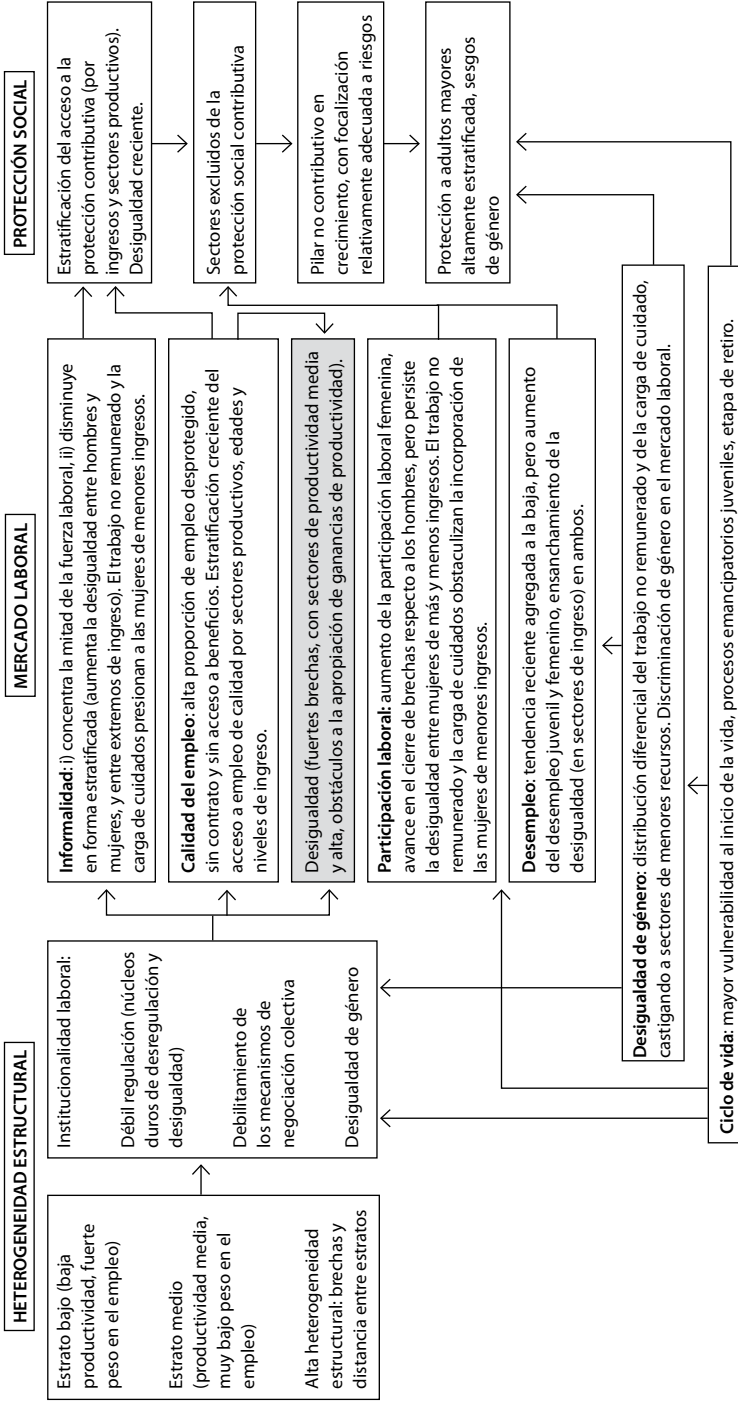 HETEROGENEIDAD ESTRUCTURAL
Estrato bajo (baja
productividad, fuerte
peso en el empleo)
Estrato medio
(productividad media,
muy bajo peso en el
empleo)
Alta heterogeneidad
estructural: brechas y
distancia entre estratos
Institucionalidad laboral:
Débil regulación (núcleos
duros de desregulación y
desigualdad)
Debilitamiento de
los mecanismos de
negociación colectiva
Desigualdad de género
MERCADO LABORAL
Informalidad: i) concentra la mitad de la fuerza laboral, ii) disminuye
en forma estratificada (aumenta la desigualdad entre hombres y
mujeres, y entre extremos de ingreso). El trabajo no remunerado y la
carga de cuidados presionan a las mujeres de menores ingresos.
Calidad del empleo: alta proporción de empleo desprotegido,
sin contrato y sin acceso a beneficios. Estratificación creciente del
acceso a empleo de calidad por sectores productivos, edades y
niveles de ingreso.
Desigualdad (fuertes brechas, con sectores de productividad media
y alta, obstáculos a la apropiación de ganancias de productividad).
Participación laboral: aumento de la participación laboral femenina,
avance en el cierre de brechas respecto a los hombres, pero persiste
la desigualdad entre mujeres de más y menos ingresos. El trabajo no
remunerado y la carga de cuidados obstaculizan la incorporación de
las mujeres de menores ingresos.
Desempleo: tendencia reciente agregada a la baja, pero aumento
del desempleo juvenil y femenino, ensanchamiento de la
desigualdad (en sectores de ingreso) en ambos.
PROTECCIÓN SOCIAL
Estratificación del acceso a la
protección contributiva (por
ingresos y sectores productivos).
Desigualdad creciente.
Sectores excluidos de la
protección social contributiva
Pilar no contributivo en
crecimiento, con focalización
relativamente adecuada a riesgos
Protección a adultos mayores
altamente estratificada, sesgos
de género
Desigualdad de género: distribución diferencial del trabajo no remunerado y de la carga de cuidado,
castigando a sectores de menores recursos. Discriminación de género en el mercado laboral.
Ciclo de vida: mayor vulnerabilidad al inicio de la vida, procesos emancipatorios juveniles, etapa de retiro.